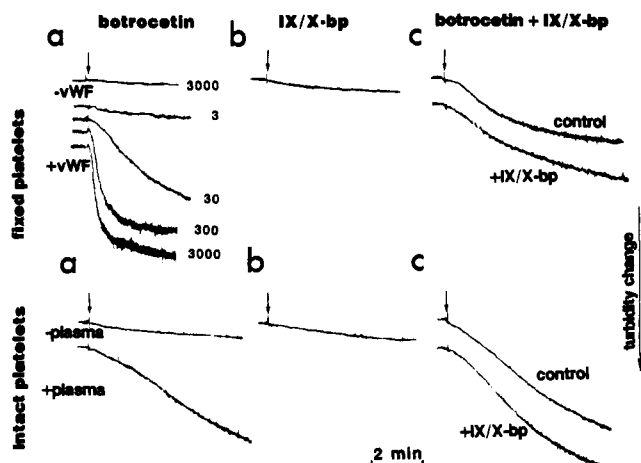 botrocetin IX/X-bp botrocetin + IX/X-bp
a b c
-vWF 3000
3
+vWF
30
300
3000
control
+IX/X-bp
fixed platelets
a b c
-plasma
+plasma
control
+IX/X-bp
intact platelets
2 min
turbidity change